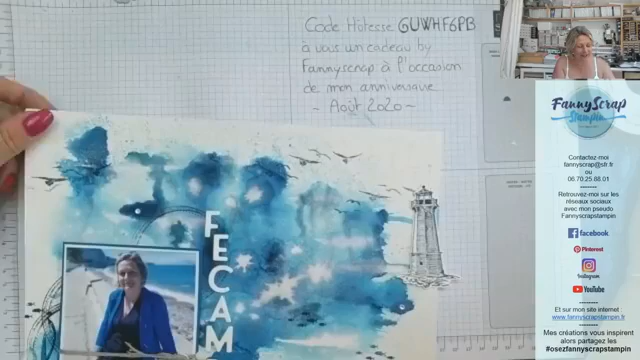 Code Hôtesse GUWHF6PB
à vous un cadeau by
Fannyscrap à l'occasion
de mon anniversaire
~ Août 2020 ~
FECAM
FannyScrap
Stampin
Contactez-moi
fannyscrap@sfr.fr
ou
06.70.25.88.01
Retrouvez-moi sur les
réseaux sociaux
avec mon pseudo
Fannyscrapstampin
facebook
Pinterest
Instagram
YouTube
Et sur mon site internet :
www.fannyscrapstampin.fr
Mes créations vous inspirent
alors partagez les
#osezfannyscrapstampin